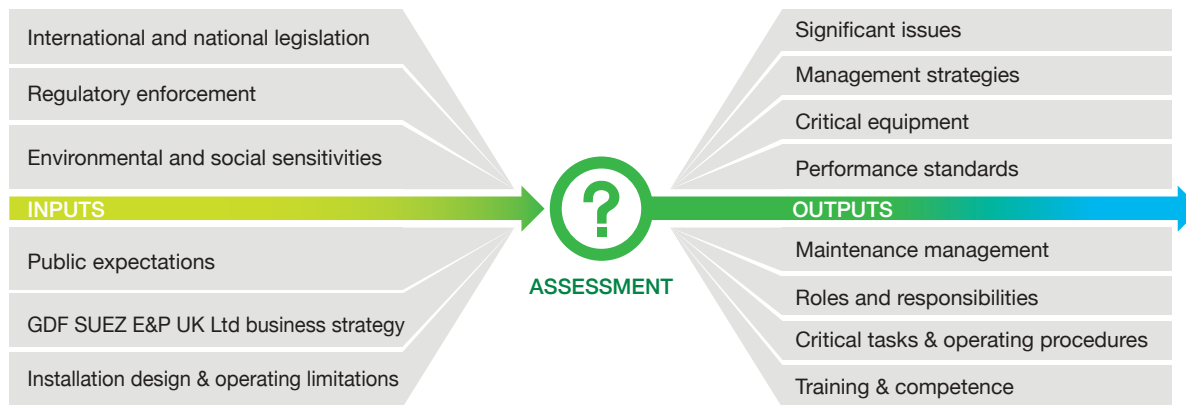 International and national legislation
Regulatory enforcement
Environmental and social sensitivities
INPUTS
Public expectations
GDF SUEZ E&P UK Ltd business strategy
Installation design & operating limitations
?
ASSESSMENT
Significant issues
Management strategies
Critical equipment
Performance standards
OUTPUTS
Maintenance management
Roles and responsibilities
Critical tasks & operating procedures
Training & competence